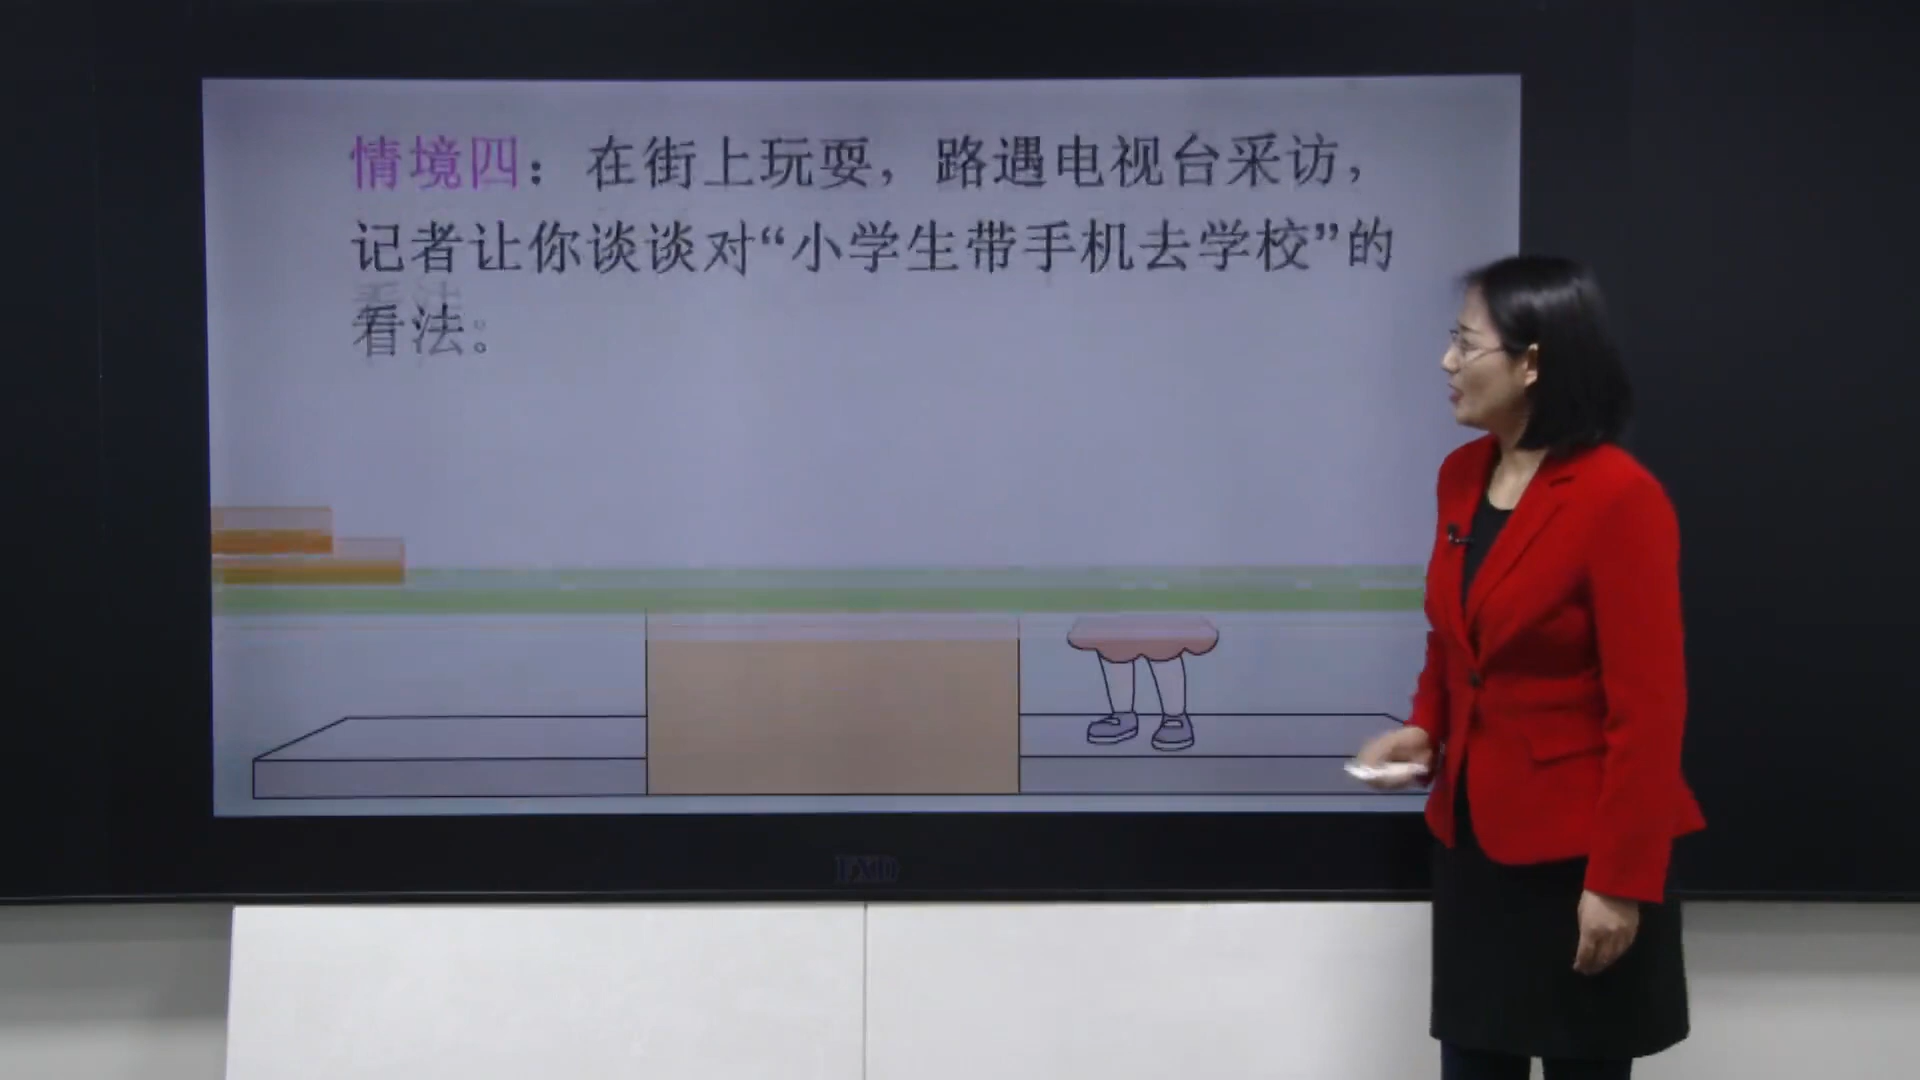 情境四：在街上玩耍，路遇电视台采访，
记者让你谈谈对“小学生带手机去学校”的
看法。